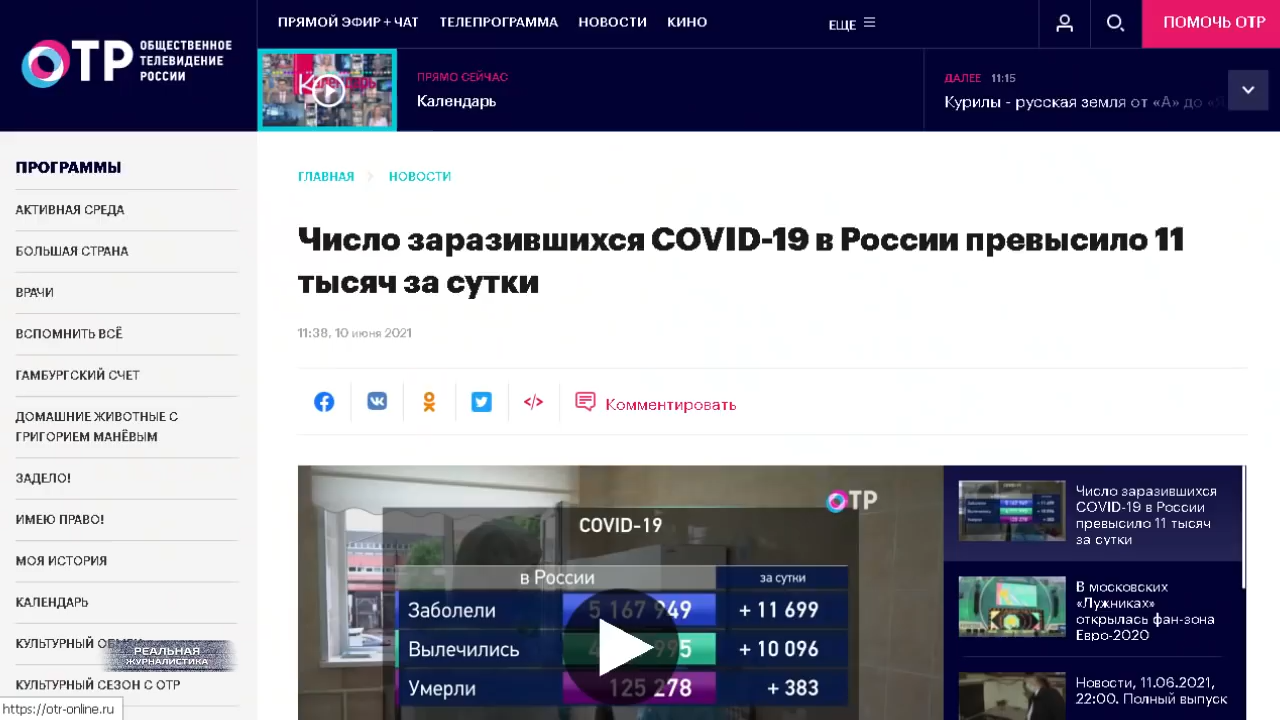 ПРЯМОЙ ЭФИР + ЧАТ
ТЕЛЕПРОГРАММА
НОВОСТИ
КИНО
ЕЩЕ
ПОМОЧЬ ОТР
ОТР
ОБЩЕСТВЕННОЕ
ТЕЛЕВИДЕНИЕ
РОССИИ
ПРЯМО СЕЙЧАС
Календарь
ДАЛЕЕ 11:15
Курилы - русская земля от «А» до «Я
ПРОГРАММЫ
АКТИВНАЯ СРЕДА
БОЛЬШАЯ СТРАНА
ВРАЧИ
ВСПОМНИТЬ ВСЁ
ГАМБУРГСКИЙ СЧЕТ
ДОМАШНИЕ ЖИВОТНЫЕ С
ГРИГОРИЕМ МАНЁВЫМ
ЗАДЕЛО!
ИМЕЮ ПРАВО!
МОЯ ИСТОРИЯ
КАЛЕНДАРЬ
КУЛЬТУРНЫЙ
РЕАЛЬНАЯ
ЖУРНАЛИСТИКА
КУЛЬТУРНЫЙ СЕЗОН С ОТР
https://otr-online.ru
ГЛАВНАЯ
НОВОСТИ
Число заразившихся COVID-19 в России превысило 11
тысяч за сутки
11:38, 10 июня 2021
Комментировать
ОТР
COVID-19
в России
за сутки
Заболели 5 167 949 + 11 699
Вылечились + 10 096
Умерли 125 278 + 383
Число заразившихся
COVID-19 в России
превысило 11 тысяч
за сутки
В московских
«Лужниках»
открылась фан-зона
Евро-2020
Новости, 11.06.2021,
22:00. Полный выпуск